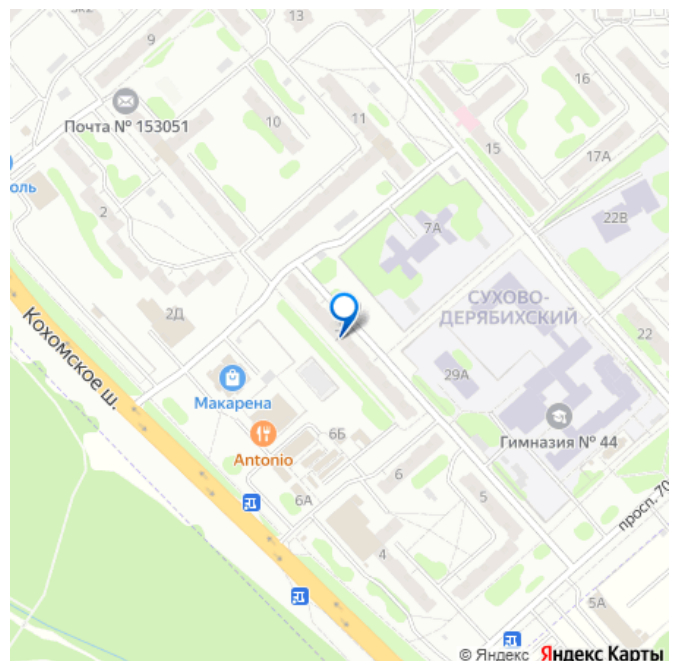 13
9
16
Почта № 153051
10
11
15
17А
оль
2
7А
22В
СУХОВО-
ДЕРЯБИХСКИЙ
2Д
22
Кохомское ш.
29А
Макарена
6Б
Гимназия № 44
Antonio
6
6А
5
просп. 70
4
5А
© Яндекс Яндекс Карты